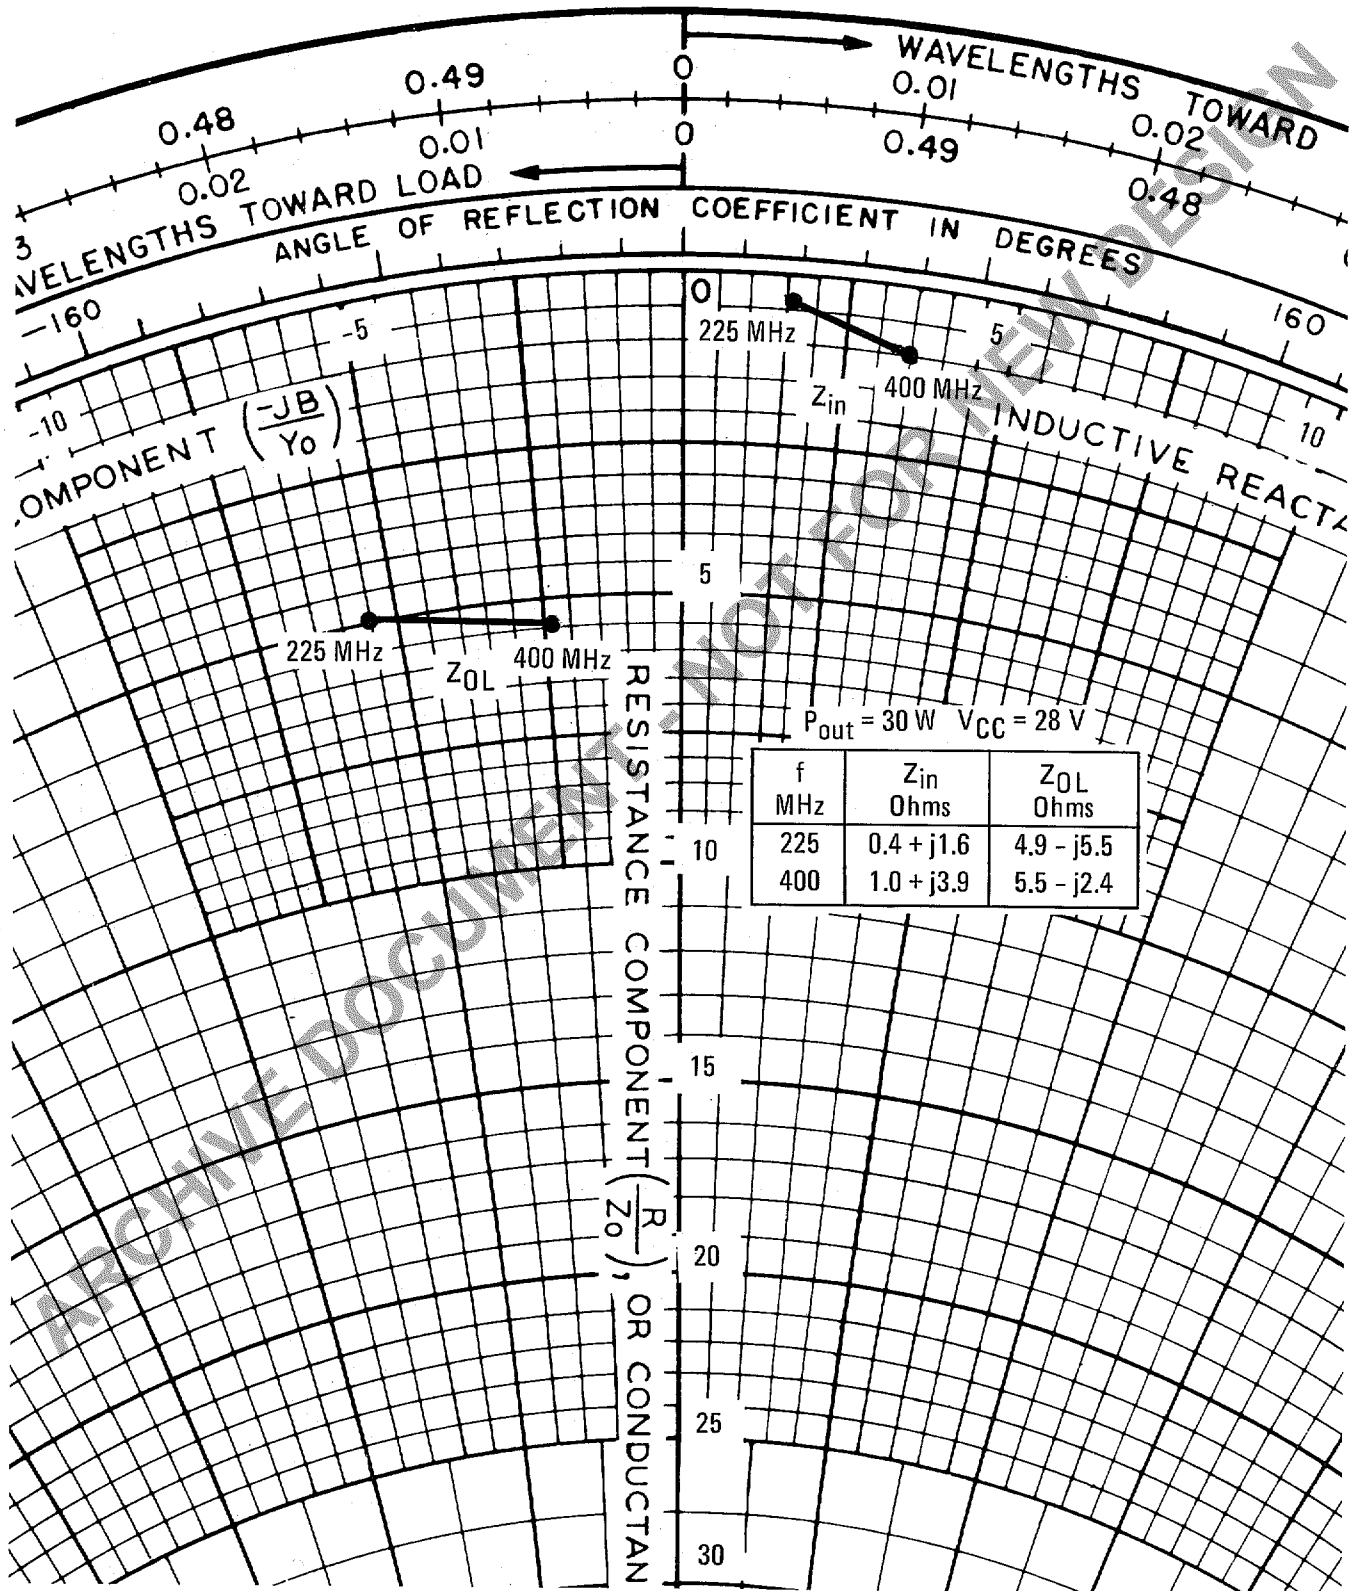 WAVELENGTHS TOWARD
0.48 0.49 0 0.01 0.02
0.02 0.01 0 0.49 0.48
3
AVELENGTHS TOWARD LOAD
ANGLE OF REFLECTION COEFFICIENT IN DEGREES
-160 160
-10 -5 0 5 10
225 MHz
400 MHz
Zin
OMPONENT (-JB/Yo)
INDUCTIVE REACTA
5
225 MHz 400 MHz
ZOL
Pout = 30 W VCC = 28 V
f MHz Zin Ohms ZOL Ohms
225 0.4 + j1.6 4.9 - j5.5
400 1.0 + j3.9 5.5 - j2.4
RESISTANCE COMPONENT (R/Zo), OR CONDUCTAN
10
15
20
25
30
ARCHIVE DOCUMENT - NOT FOR NEW DESIGN